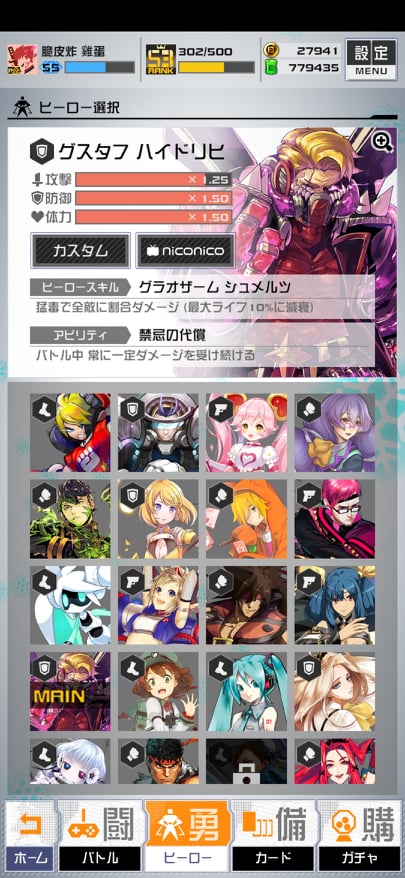 脆皮炸 雞蛋
55
53
RANK
302/500
27941
779435
設定
MENU
ヒーロー選択
グスタフ ハイドリヒ
攻撃 × 1.25
防御 × 1.50
体力 × 1.50
カスタム
niconico
ヒーロースキル
グラオザーム シュメルツ
猛毒で全敵に割合ダメージ (最大ライフ10%に減衰)
アビリティ
禁忌の代償
バトル中 常に一定ダメージを受け続ける
MAIN
01
ホーム
闘
バトル
勇
ヒーロー
備
カード
購
ガチャ